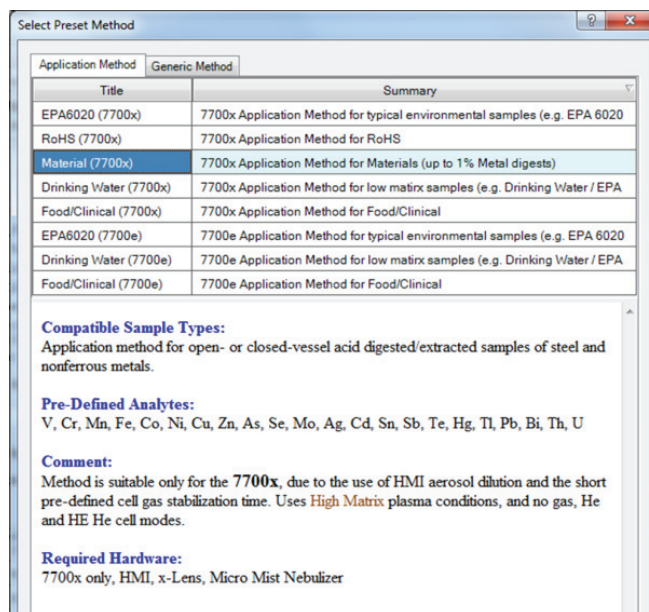 Select Preset Method
Application Method Generic Method
Title Summary
EPA6020 (7700x) 7700x Application Method for typical environmental samples (e.g. EPA 6020
RoHS (7700x) 7700x Application Method for RoHS
Material (7700x) 7700x Application Method for Materials (up to 1% Metal digests)
Drinking Water (7700x) 7700x Application Method for low matirx samples (e.g. Drinking Water / EPA
Food/Clinical (7700x) 7700x Application Method for Food/Clinical
EPA6020 (7700e) 7700e Application Method for typical environmental samples (e.g. EPA 6020
Drinking Water (7700e) 7700e Application Method for low matirx samples (e.g. Drinking Water / EPA
Food/Clinical (7700e) 7700e Application Method for Food/Clinical
Compatible Sample Types:
Application method for open- or closed-vessel acid digested/extracted samples of steel and
nonferrous metals.
Pre-Defined Analytes:
V, Cr, Mn, Fe, Co, Ni, Cu, Zn, As, Se, Mo, Ag, Cd, Sn, Sb, Te, Hg, Tl, Pb, Bi, Th, U
Comment:
Method is suitable only for the 7700x, due to the use of HMI aerosol dilution and the short
pre-defined cell gas stabilization time. Uses High Matrix plasma conditions, and no gas, He
and HE He cell modes.
Required Hardware:
7700x only, HMI, x-Lens, Micro Mist Nebulizer